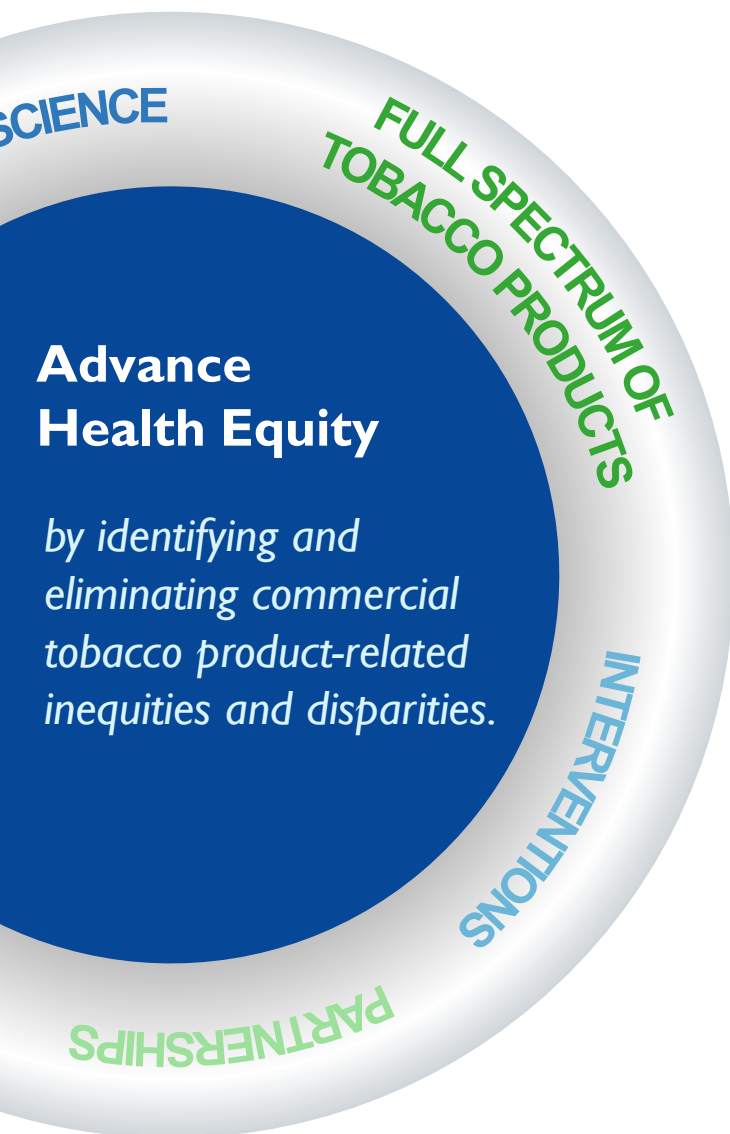 SCIENCE
FULL SPECTRUM OF
TOBACCO PRODUCTS
Advance
Health Equity
by identifying and
eliminating commercial
tobacco product-related
inequities and disparities.
INTERVENTIONS
PARTNERSHIPS